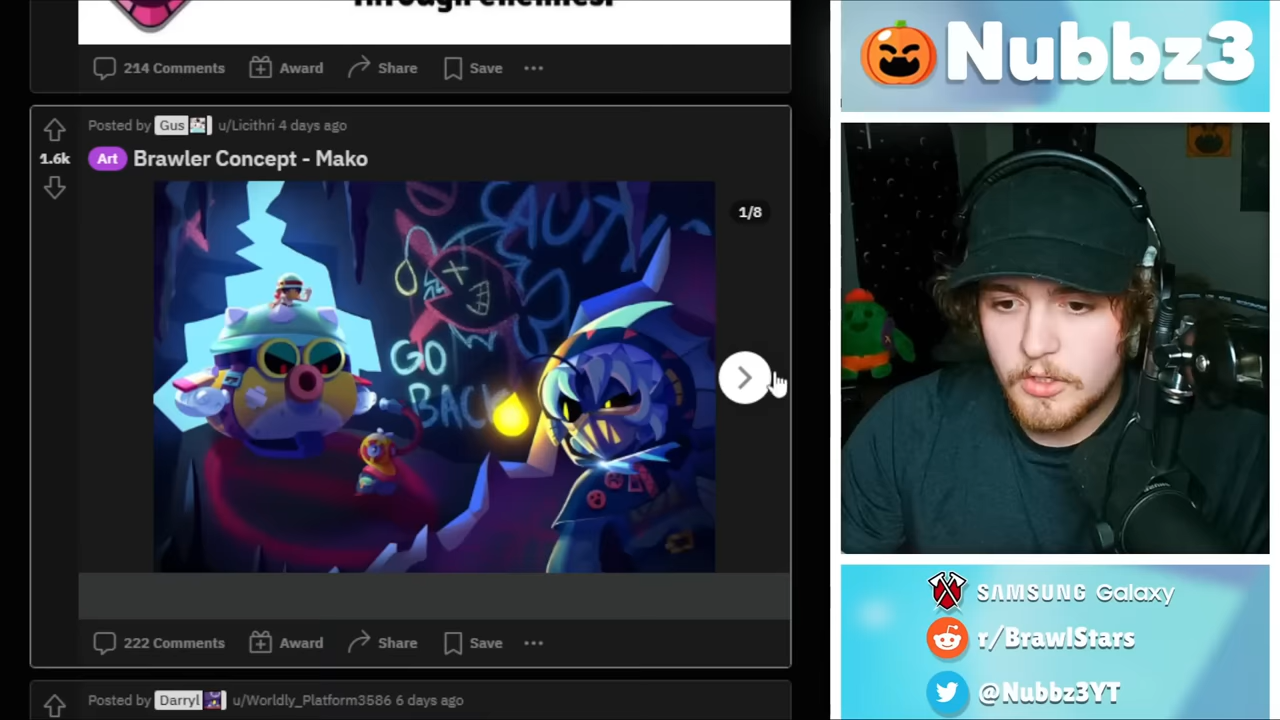 through enemies!
214 Comments Award Share Save
Posted by Gus u/Licithri 4 days ago
1.6k
Art Brawler Concept - Mako
1/8
GO
BACK
222 Comments Award Share Save
Posted by Darryl u/Worldly_Platform3586 6 days ago
Nubbz3
SAMSUNG Galaxy
r/BrawlStars
@Nubbz3YT